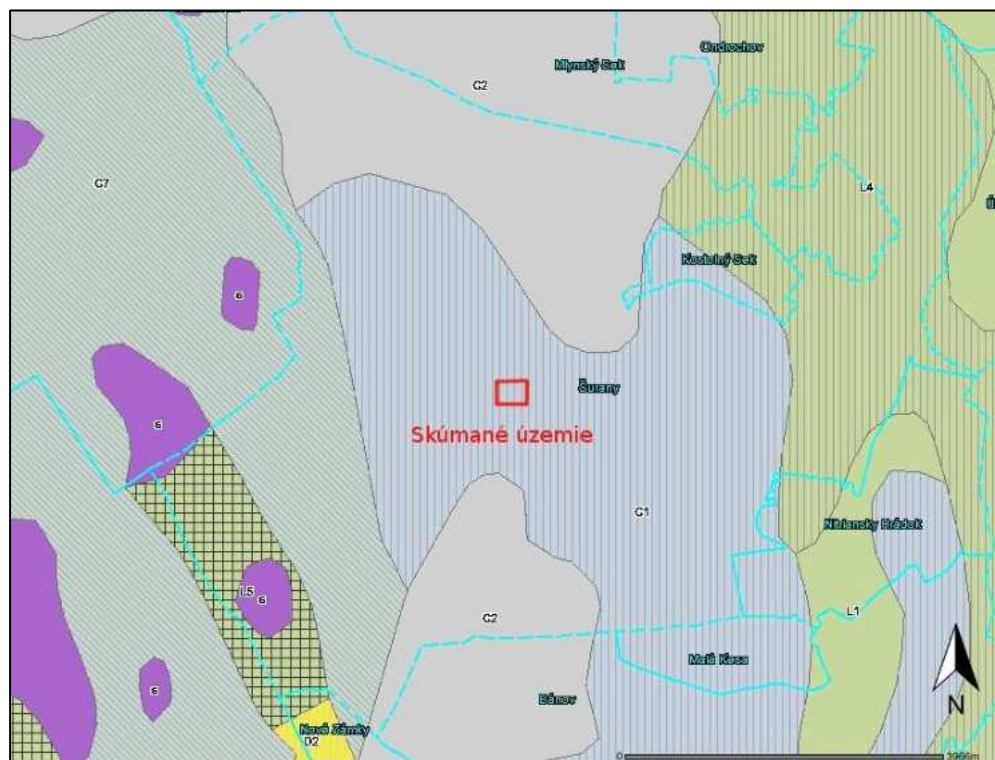 Ondrochov
Mlynský Sek
C2
C7
L4
Kostolný Sek
6
Šurany
Skúmané územie
6
C1
Nitriansky Hrádok
L5
6
L1
C2
Malá Kesa
6
Bánov
N
Nové Zámky
D2
0